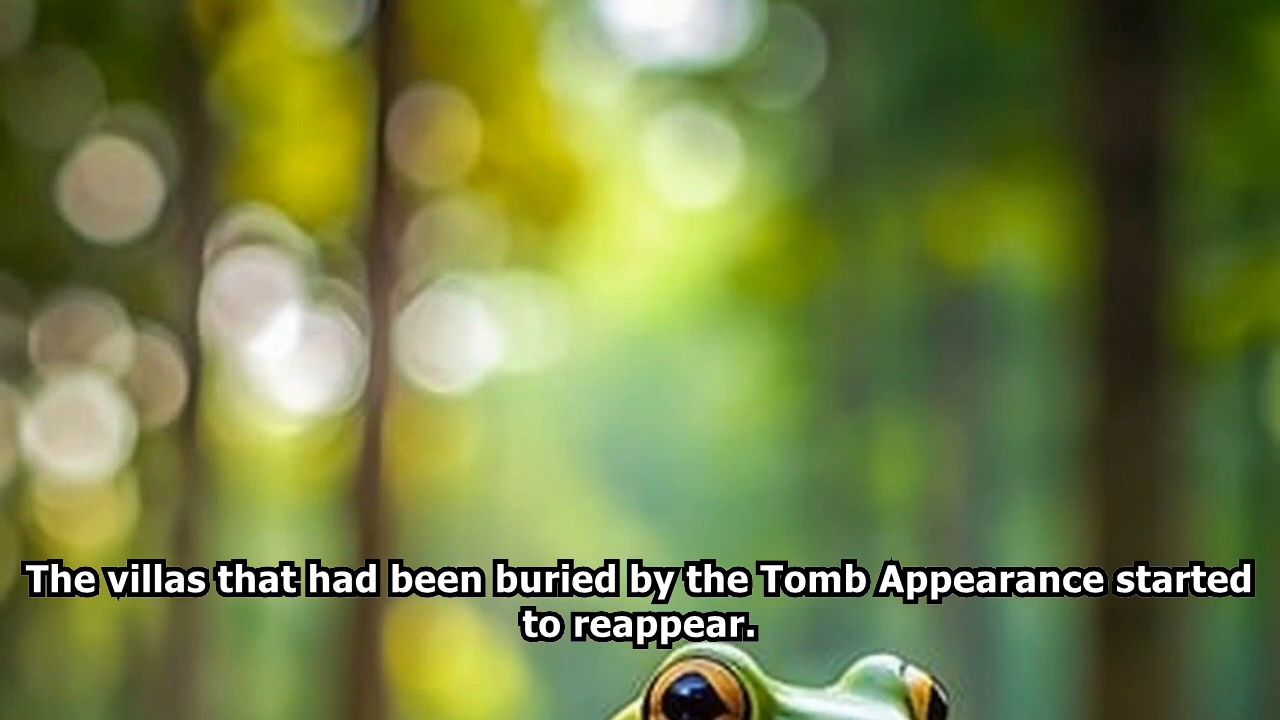 The villas that had been buried by the Tomb Appearance started
to reappear.